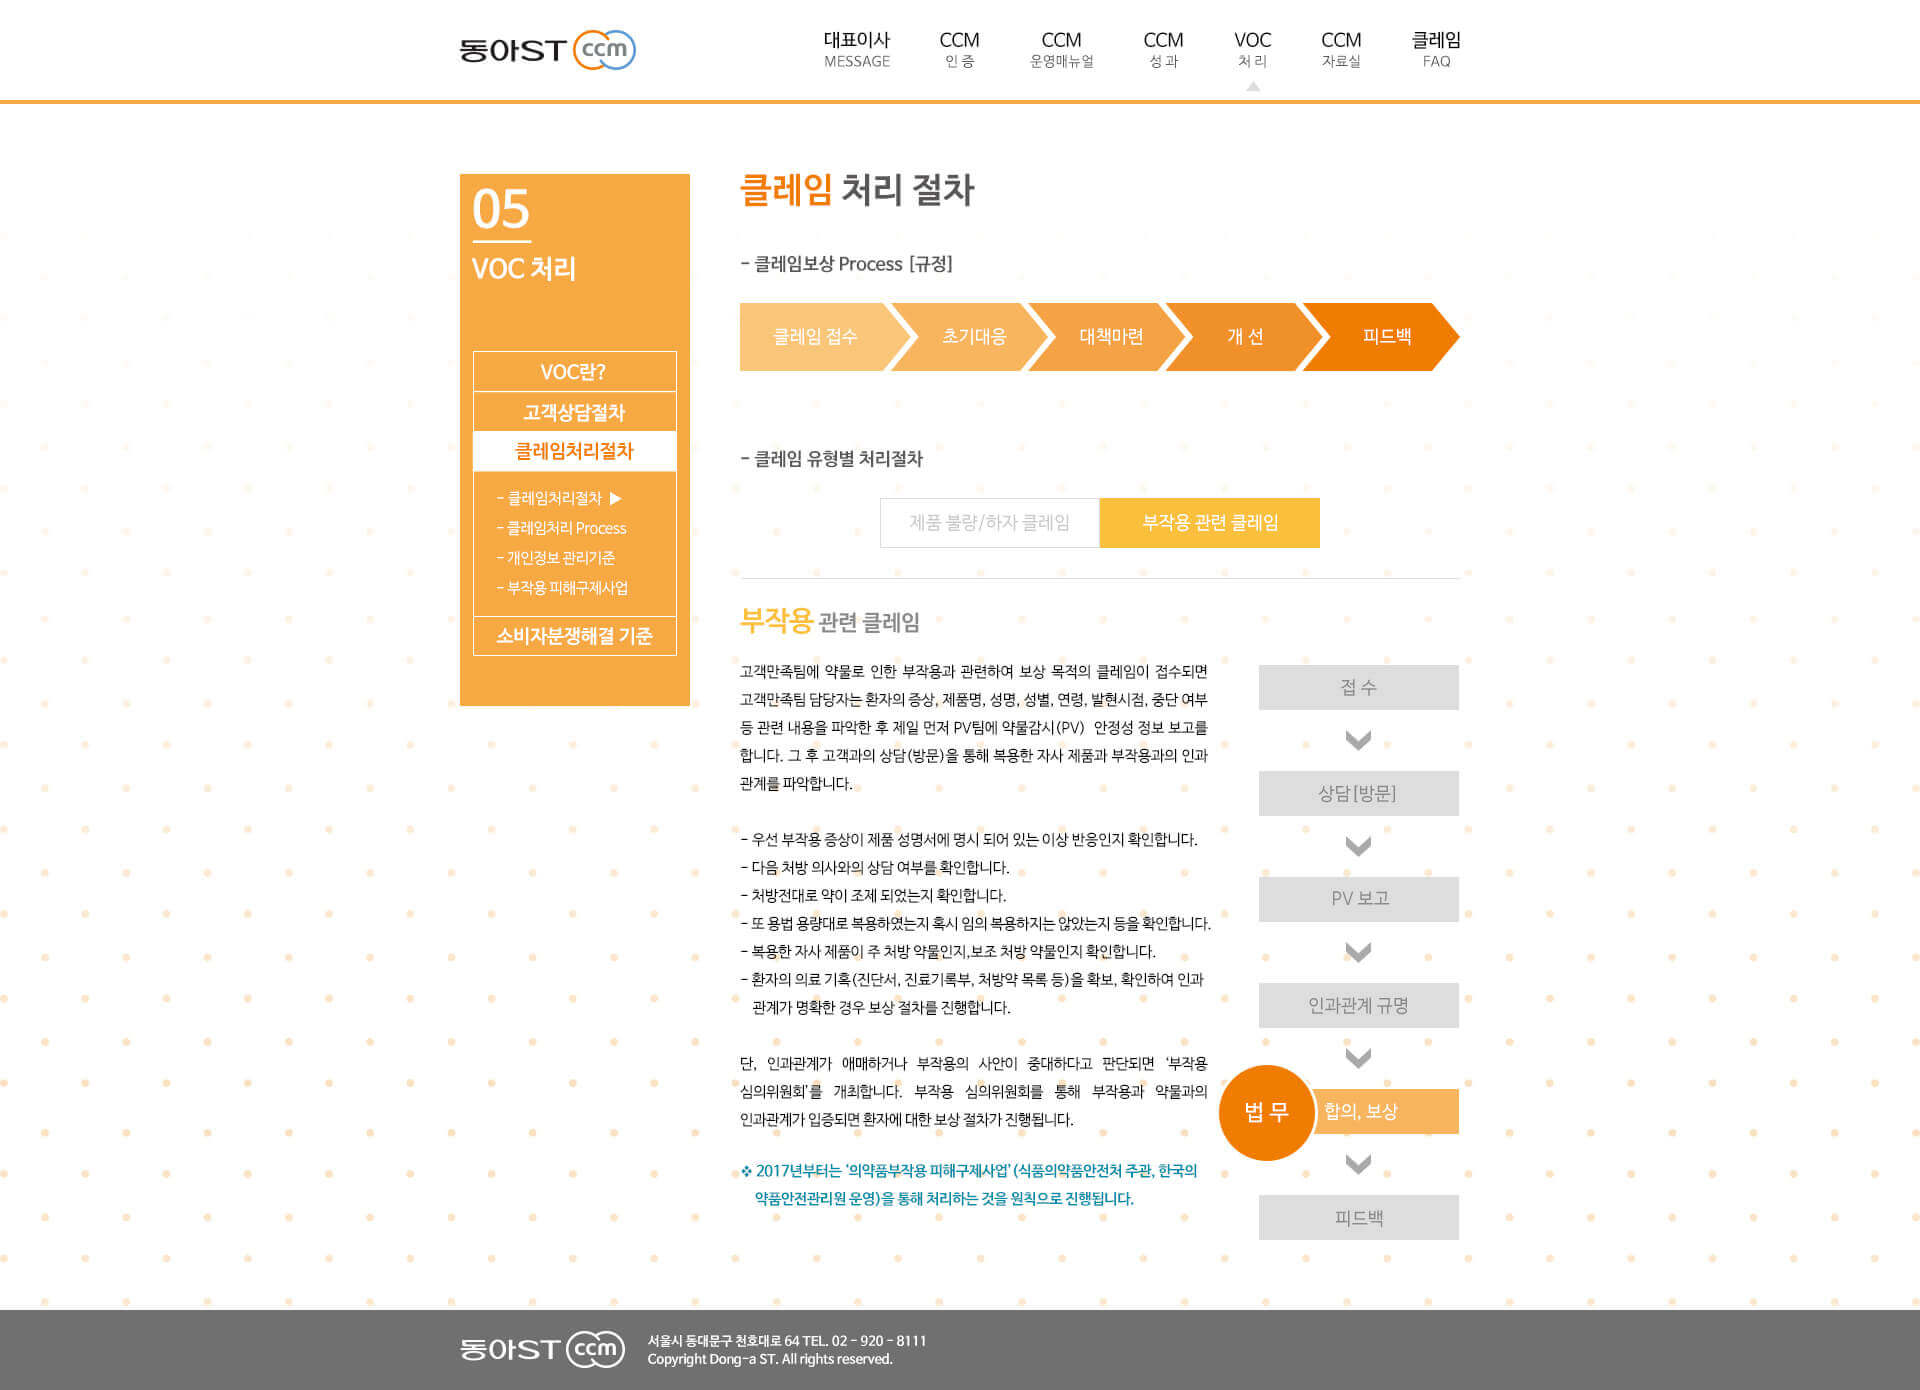 동아ST ccm
대표이사 CCM CCM CCM VOC CCM 클레임
MESSAGE 인 증 운영매뉴얼 성 과 처 리 자료실 FAQ
05
VOC 처리
VOC란?
고객상담절차
클레임처리절차
- 클레임처리절차 ▶
- 클레임처리 Process
- 개인정보 관리기준
- 부작용 피해구제사업
소비자분쟁해결 기준
클레임 처리 절차
- 클레임보상 Process [규정]
클레임 접수 초기대응 대책마련 개 선 피드백
- 클레임 유형별 처리절차
제품 불량/하자 클레임 부작용 관련 클레임
부작용 관련 클레임
고객만족팀에 약물로 인한 부작용과 관련하여 보상 목적의 클레임이 접수되면
고객만족팀 담당자는 환자의 증상, 제품명, 성명, 성별, 연령, 발현시점, 중단 여부
등 관련 내용을 파악한 후 제일 먼저 PV팀에 약물감시(PV) 안정성 정보 보고를
합니다. 그 후 고객과의 상담(방문)을 통해 복용한 자사 제품과 부작용과의 인과
관계를 파악합니다.
- 우선 부작용 증상이 제품 성명서에 명시 되어 있는 이상 반응인지 확인합니다.
- 다음 처방 의사와의 상담 여부를 확인합니다.
- 처방전대로 약이 조제 되었는지 확인합니다.
- 또 용법 용량대로 복용하였는지 혹시 임의 복용하지는 않았는지 등을 확인합니다.
- 복용한 자사 제품이 주 처방 약물인지,보조 처방 약물인지 확인합니다.
- 환자의 의료 기혹(진단서, 진료기록부, 처방약 목록 등)을 확보, 확인하여 인과
관계가 명확한 경우 보상 절차를 진행합니다.
단, 인과관계가 애매하거나 부작용의 사안이 중대하다고 판단되면 ‘부작용
심의위원회’를 개최합니다. 부작용 심의위원회를 통해 부작용과 약물과의
인과관계가 입증되면 환자에 대한 보상 절차가 진행됩니다.
❖ 2017년부터는 ‘의약품부작용 피해구제사업’ (식품의약품안전처 주관, 한국의
약품안전관리원 운영)을 통해 처리하는 것을 원칙으로 진행됩니다.
접 수
상담[방문]
PV 보고
인과관계 규명
법 무 합의, 보상
피드백
동아ST ccm
서울시 동대문구 천호대로 64 TEL. 02 - 920 - 8111
Copyright Dong-a ST. All rights reserved.